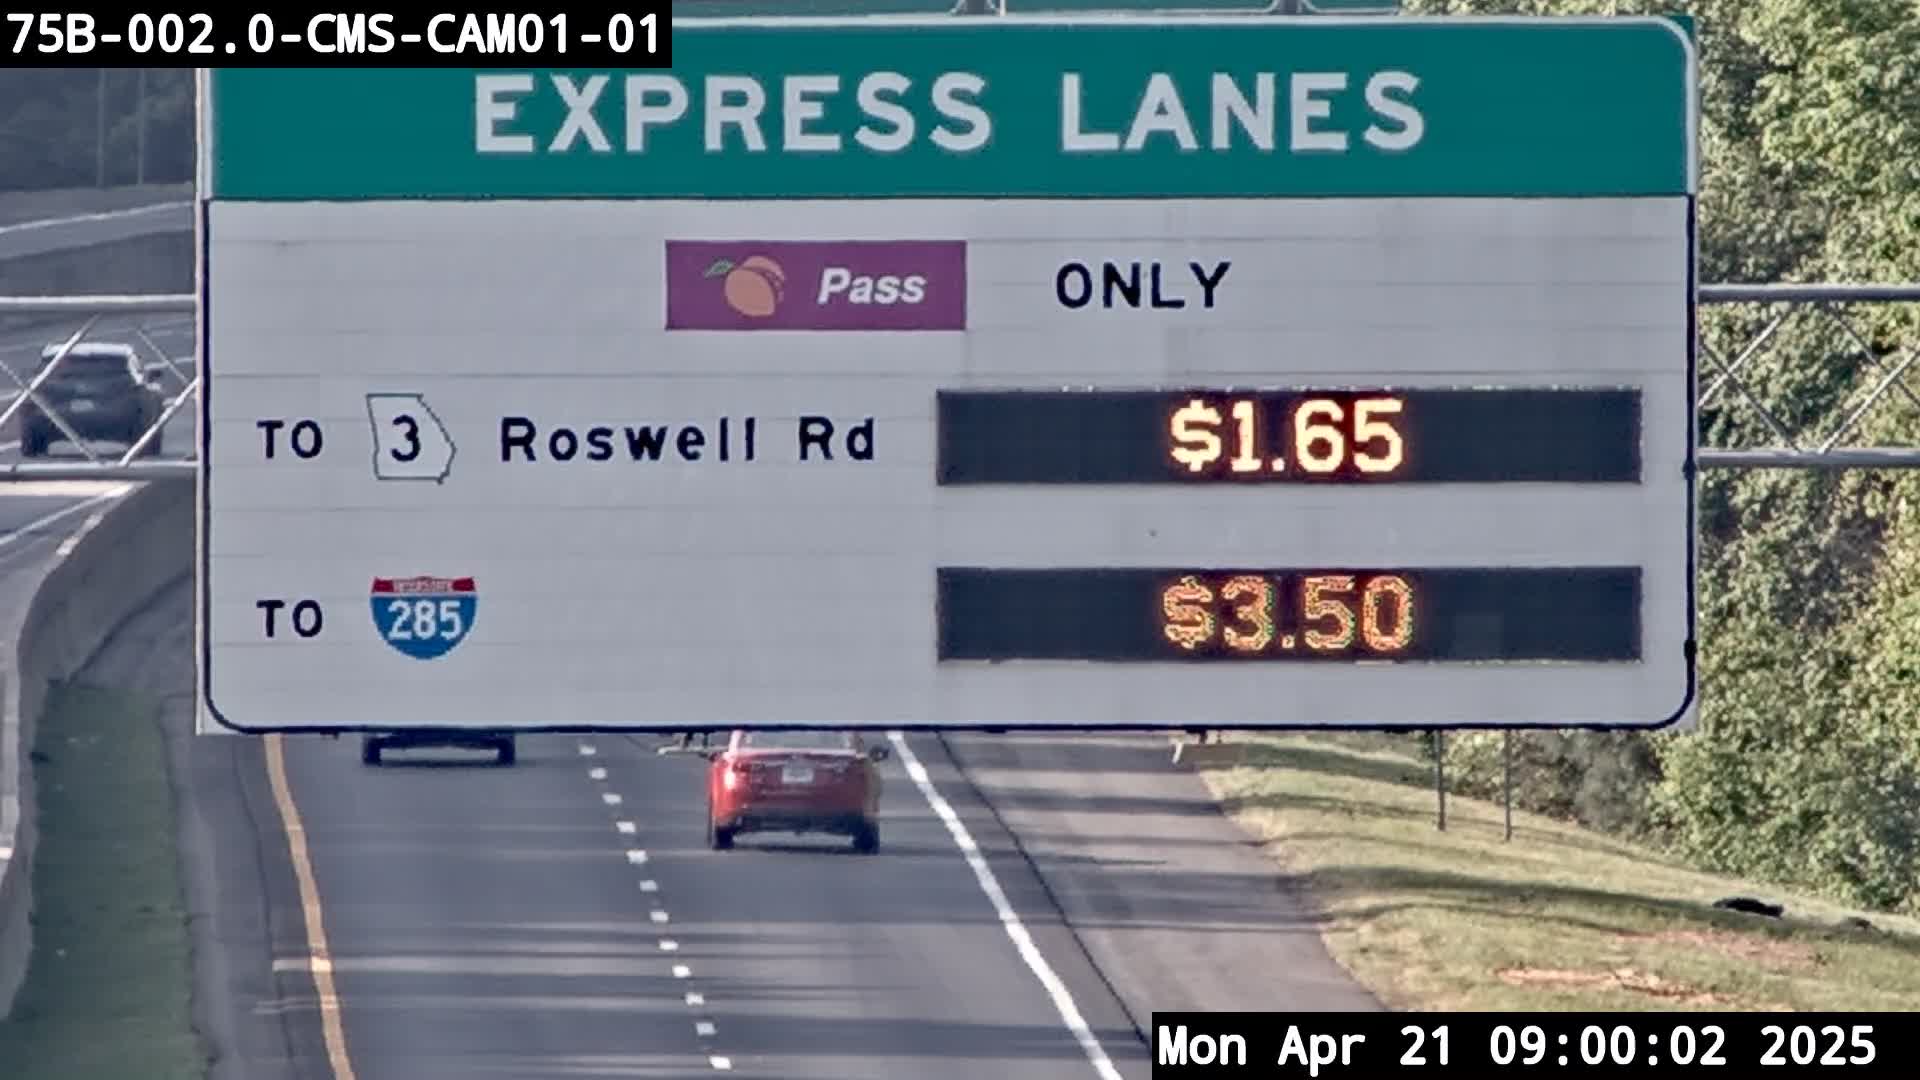 75B-002.0-CMS-CAM01-01
EXPRESS LANES
Pass ONLY
TO 3 Roswell Rd $1.65
INTERSTATE
TO 285 $3.50
Mon Apr 21 09:00:02 2025